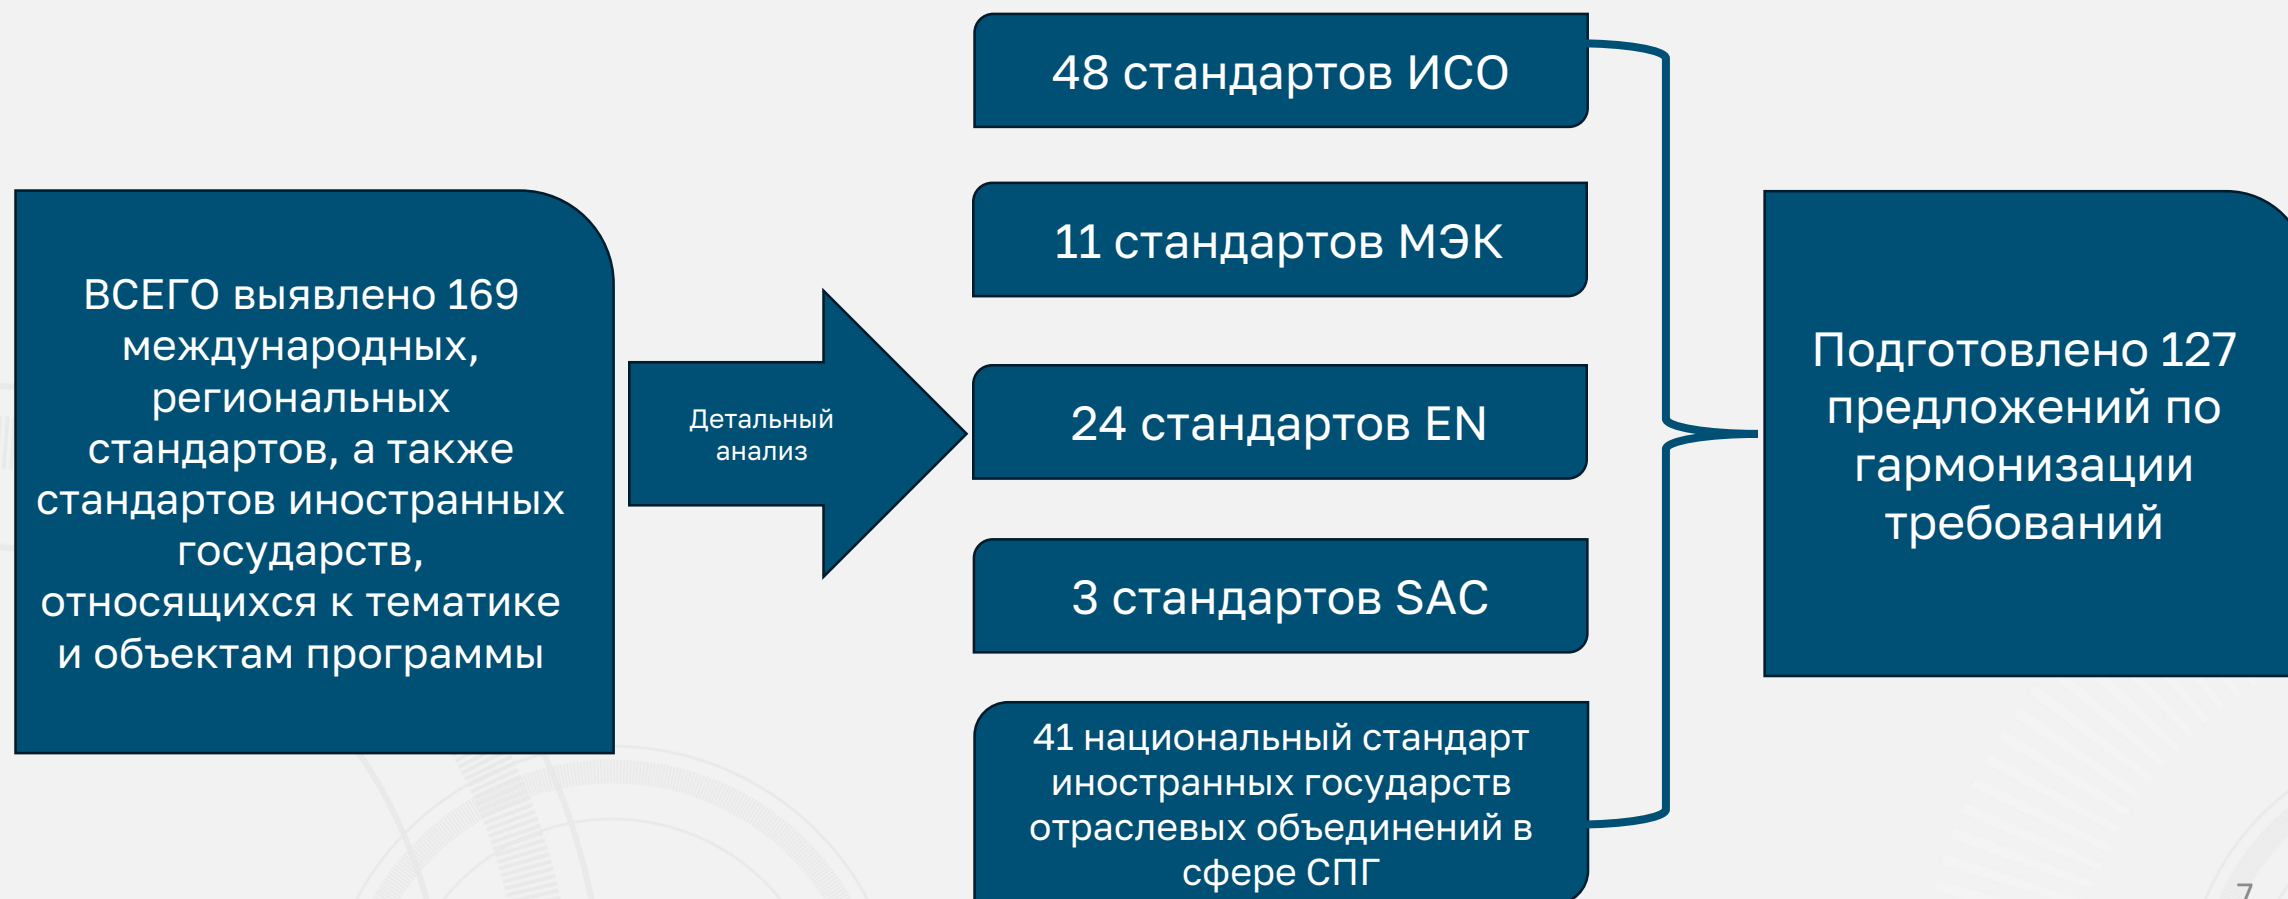 ВСЕГО выявлено 169
международных,
региональных
стандартов, а также
стандартов иностранных
государств,
относящихся к тематике
и объектам программы
Детальный
анализ
48 стандартов ИСО
11 стандартов МЭК
24 стандартов EN
3 стандартов SAC
41 национальный стандарт
иностранных государств
отраслевых объединений в
сфере СПГ
Подготовлено 127
предложений по
гармонизации
требований
7